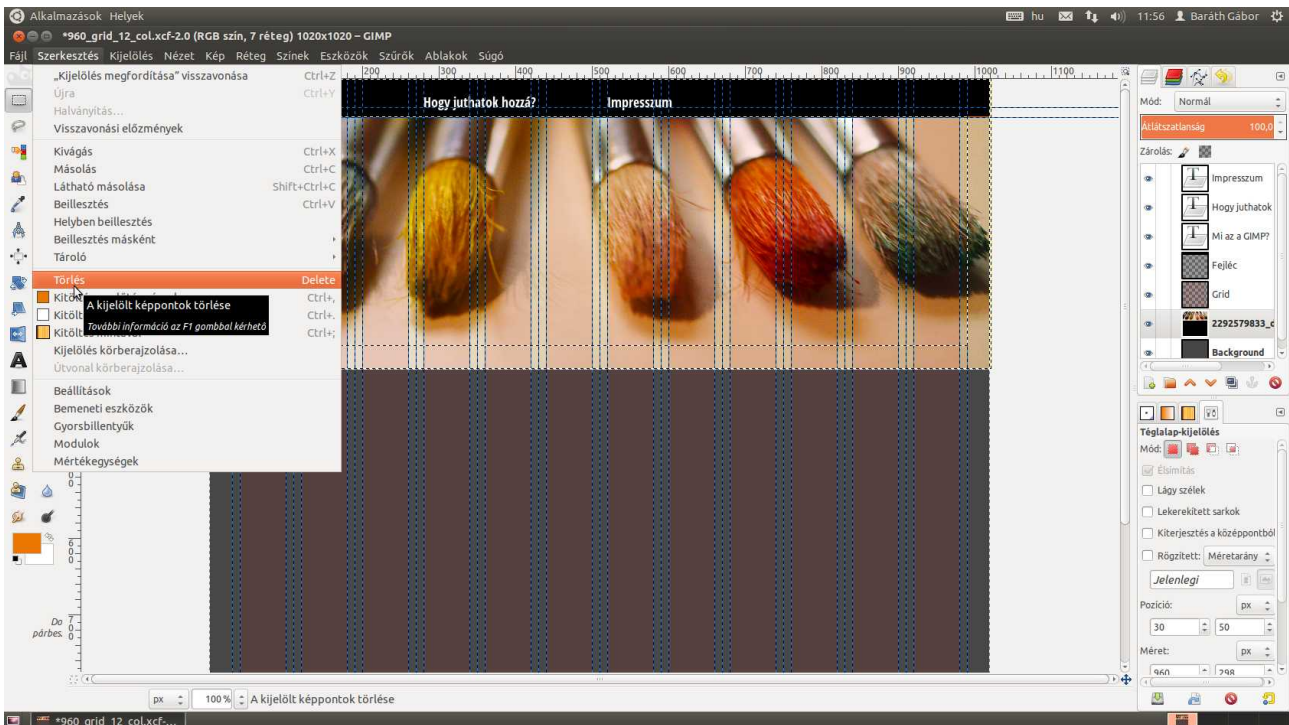 Alkalmazások Helyek
hu
11:56
Baráth Gábor
*960_grid_12_col.xcf-2.0 (RGB szín, 7 réteg) 1020x1020 – GIMP
Fájl Szerkesztés Kijelölés Nézet Kép Réteg Színek Eszközök Szűrők Ablakok Súgó
„Kijelölés megfordítása” visszavonása Ctrl+Z
Újra Ctrl+Y
Halványítás…
Visszavonási előzmények
Kivágás Ctrl+X
Másolás Ctrl+C
Látható másolása Shift+Ctrl+C
Beillesztés Ctrl+V
Helyben beillesztés
Beillesztés másként
Tároló
Törlés Delete
Ctrl+,
Kitölt Ctrl+.
Ctrl+;
A kijelölt képpontok törlése
További információ az F1 gombbal kérhető
Kijelölés körberajzolása…
Útvonal körberajzolása…
Beállítások
Bemeneti eszközök
Gyorsbillentyűk
Modulok
Mértékegységek
200 300 400 500 600 700 800 900 1000 1100
Hogy juthatok hozzá? Impresszum
Mód: Normál
Átlátszatlanság 100,0
Zárolás:
Impresszum
Hogy juthatok
Mi az a GIMP?
Fejléc
Grid
2292579833_c
Background
Téglalap-kijelölés
Mód:
Élsimítás
Lágy szélek
Lekerekített sarkok
Kiterjesztés a középpontból
Rögzített: Méretarány
Jelenlegi
Pozíció: px
30 50
Méret: px
960 298
600
700
Do
párbes.
px 100 % A kijelölt képpontok törlése
*960_grid_12_col.xcf-...